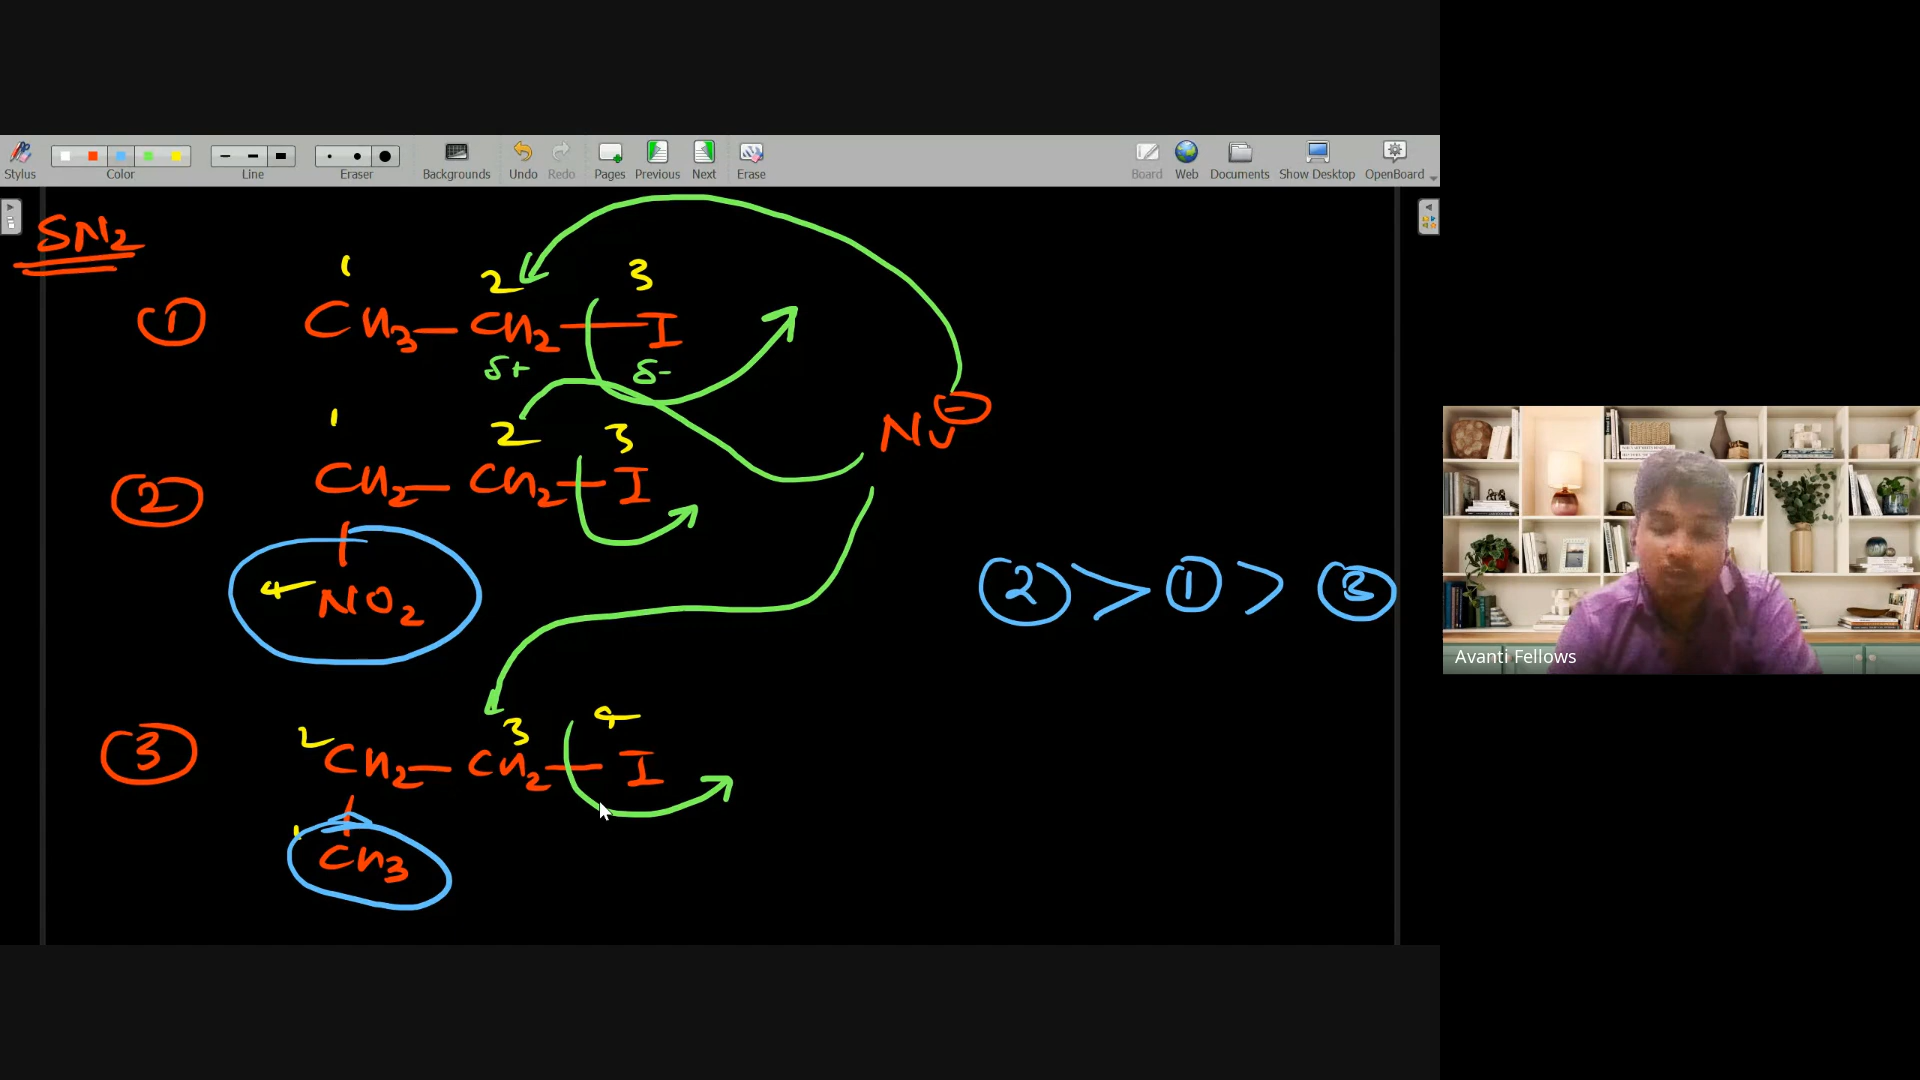 Stylus Color Line Eraser Backgrounds Undo Redo Pages Previous Next Erase Board Web Documents Show Desktop OpenBoard
SN2
1 2 3
① CH3 — CH2 — I
δ+ δ-
Nu⊖
1 2 3
② CH2 — CH2 — I
4 NO2
② > ① > ③
2 3 4
③ CH2 — CH2 — I
1 CH3
Avanti Fellows